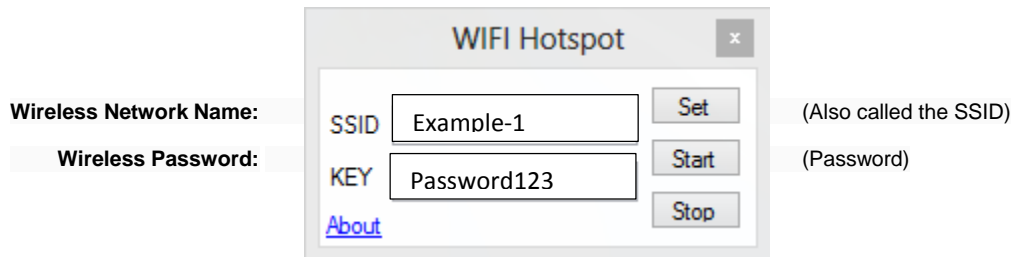 WIFI Hotspot
x
Wireless Network Name: SSID Example-1 Set (Also called the SSID)
Wireless Password: KEY Password123 Start (Password)
About Stop